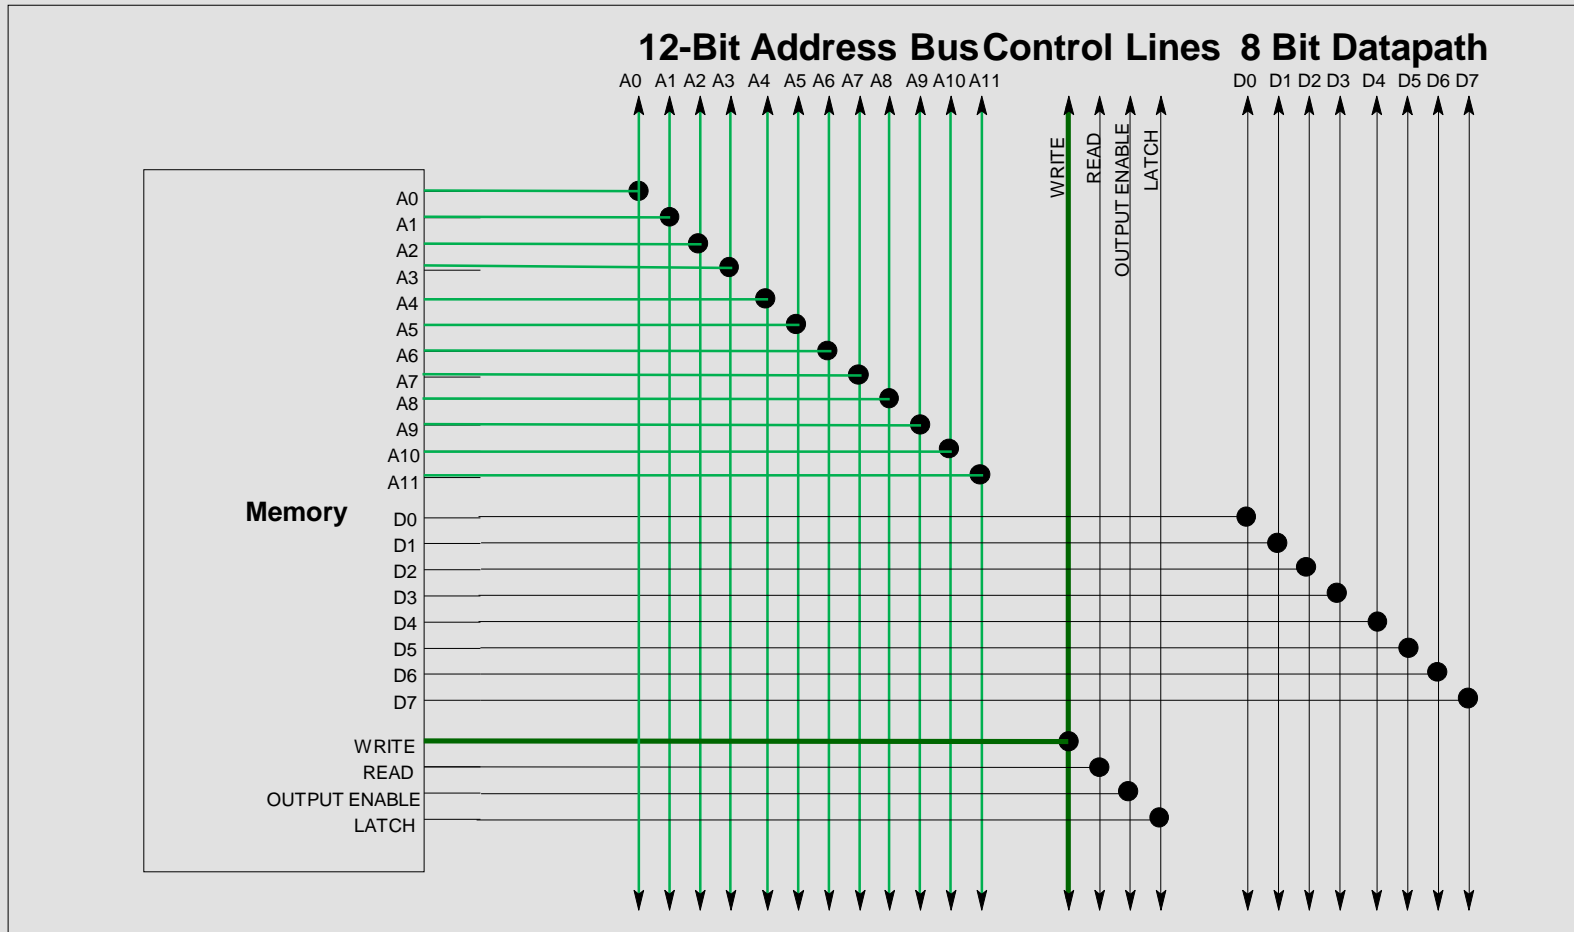 12-Bit Address Bus Control Lines 8 Bit Datapath
A0 A1 A2 A3 A4 A5 A6 A7 A8 A9 A10 A11 D0 D1 D2 D3 D4 D5 D6 D7
WRITE
READ
OUTPUT ENABLE
LATCH
A0
A1
A2
A3
A4
A5
A6
A7
A8
A9
A10
A11
Memory
D0
D1
D2
D3
D4
D5
D6
D7
WRITE
READ
OUTPUT ENABLE
LATCH